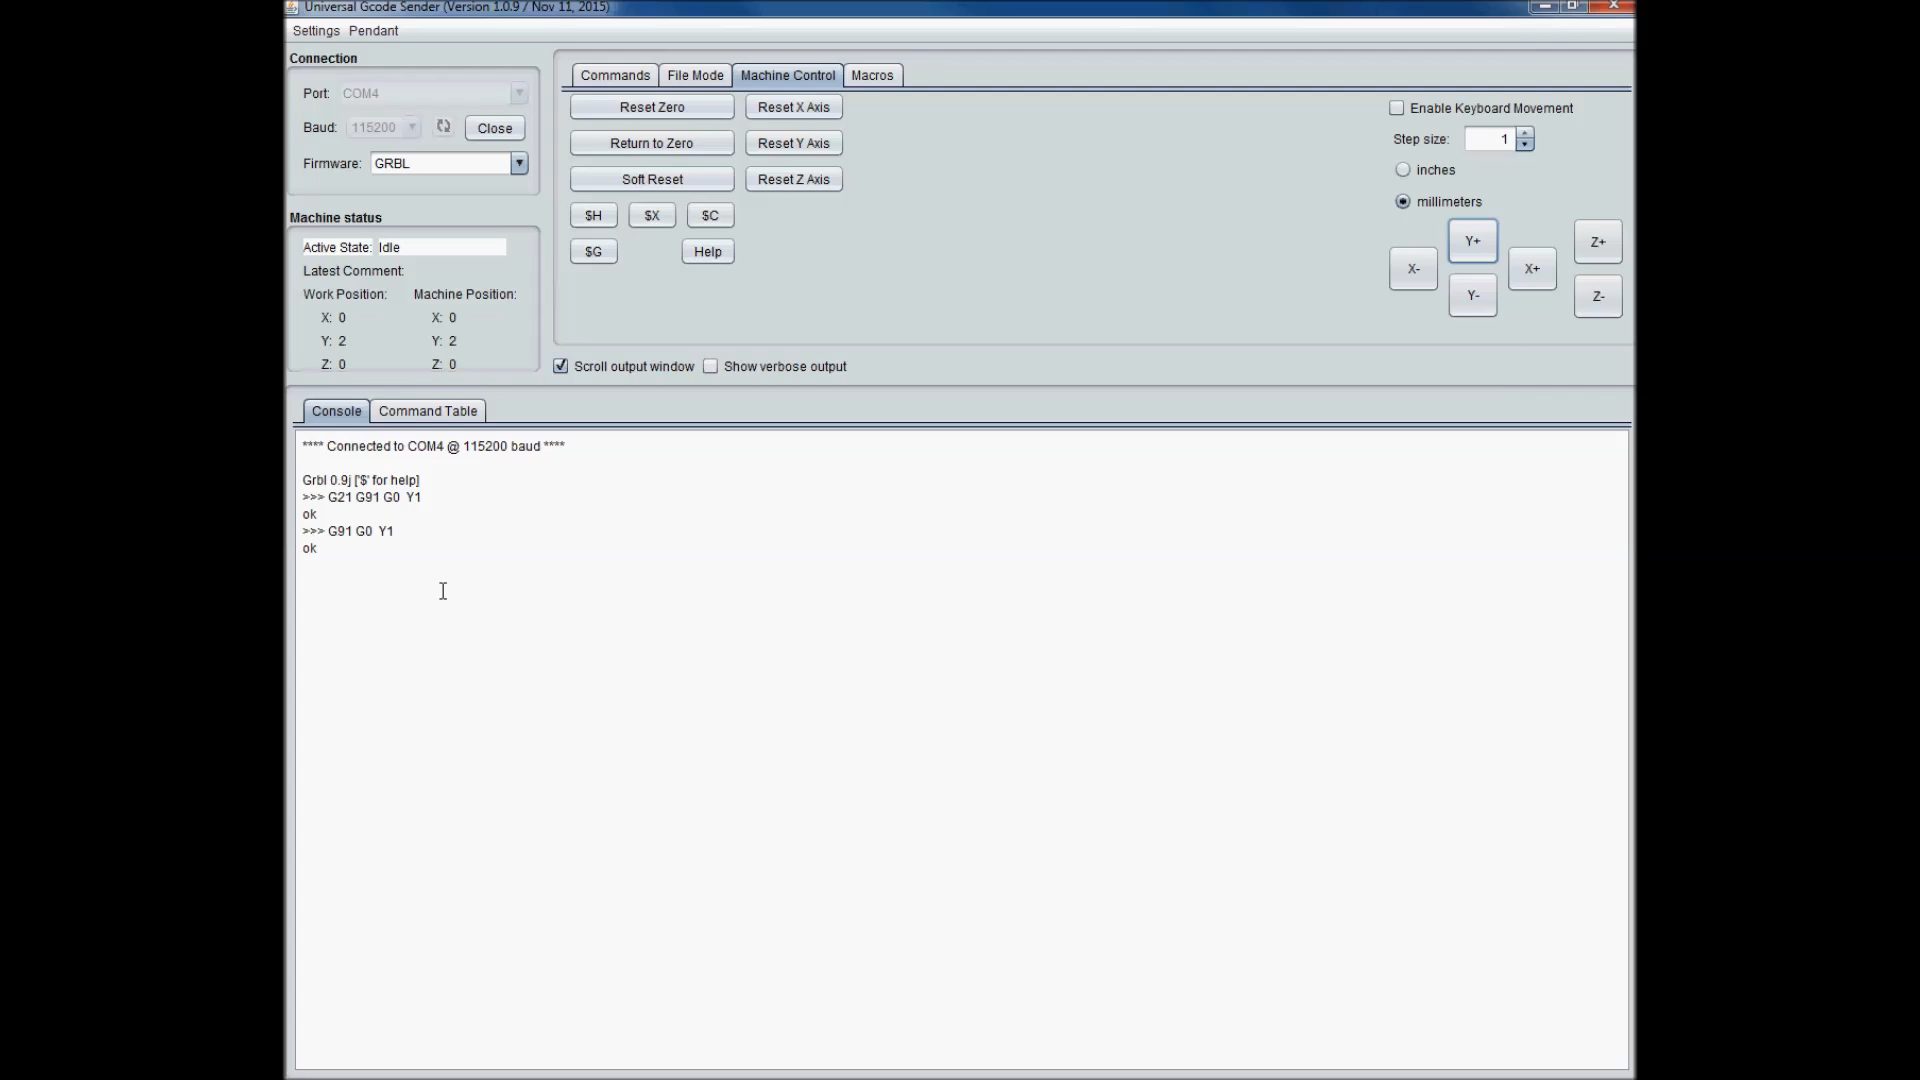 Universal Gcode Sender (Version 1.0.9 / Nov 11, 2015)
Settings Pendant
Connection
Port: COM4
Baud: 115200 Close
Firmware: GRBL
Machine status
Active State: Idle
Latest Comment:
Work Position: Machine Position:
X: 0 X: 0
Y: 2 Y: 2
Z: 0 Z: 0
Commands File Mode Machine Control Macros
Reset Zero Reset X Axis
Return to Zero Reset Y Axis
Soft Reset Reset Z Axis
$H $X $C
$G Help
Enable Keyboard Movement
Step size: 1
inches
millimeters
Y+ Z+
X- X+
Y- Z-
Scroll output window Show verbose output
Console Command Table
**** Connected to COM4 @ 115200 baud ****
Grbl 0.9j ['$' for help]
>>> G21 G91 G0  Y1
ok
>>> G91 G0  Y1
ok